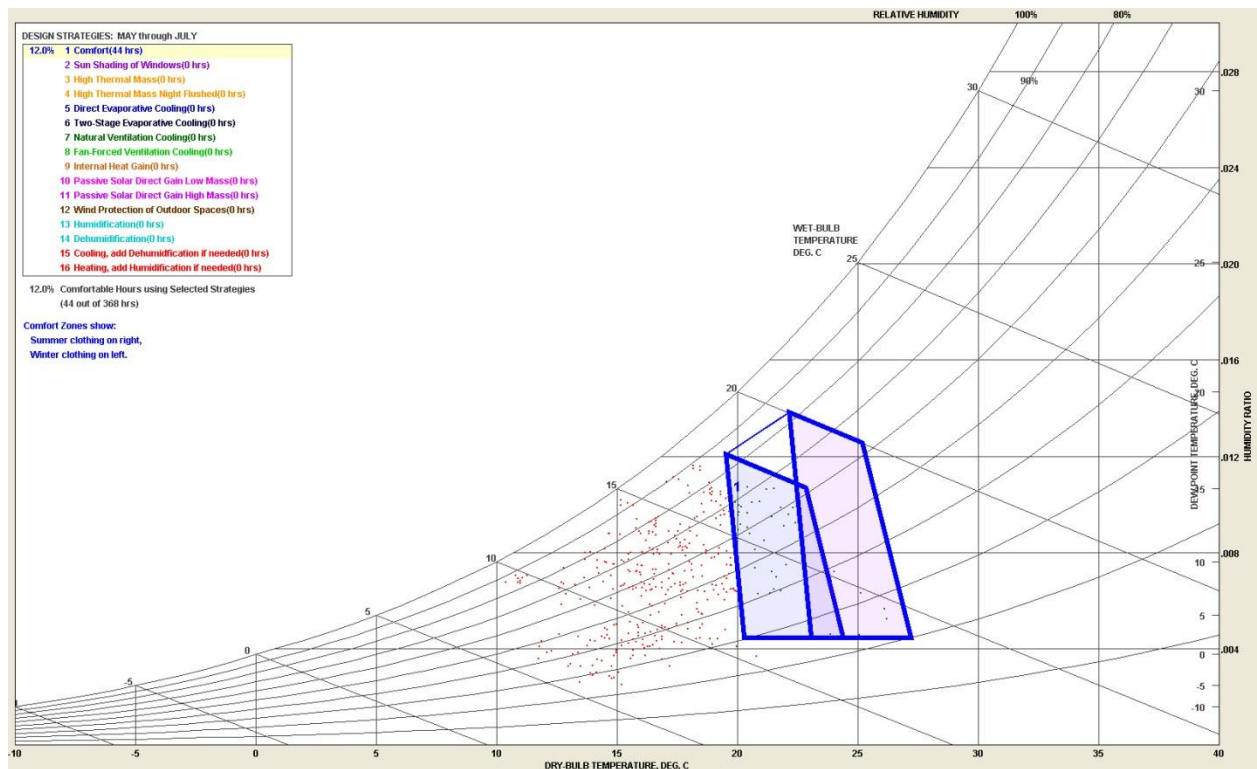 RELATIVE HUMIDITY 100% 80%
DESIGN STRATEGIES: MAY through JULY
12.0% 1 Comfort(44 hrs)
2 Sun Shading of Windows(0 hrs)
3 High Thermal Mass(0 hrs)
4 High Thermal Mass Night Flushed(0 hrs)
5 Direct Evaporative Cooling(0 hrs)
6 Two-Stage Evaporative Cooling(0 hrs)
7 Natural Ventilation Cooling(0 hrs)
8 Fan-Forced Ventilation Cooling(0 hrs)
9 Internal Heat Gain(0 hrs)
10 Passive Solar Direct Gain Low Mass(0 hrs)
11 Passive Solar Direct Gain High Mass(0 hrs)
12 Wind Protection of Outdoor Spaces(0 hrs)
13 Humidification(0 hrs)
14 Dehumidification(0 hrs)
15 Cooling, add Dehumidfication if needed(0 hrs)
16 Heating, add Humidification if needed(0 hrs)
12.0% Comfortable Hours using Selected Strategies
(44 out of 368 hrs)
Comfort Zones show:
Summer clothing on right,
Winter clothing on left.
90%
WET-BULB
TEMPERATURE
DEG. C
30
25
20
15
10
5
0
-5
1
.028
.024
.020
.016
.012
.008
.004
HUMIDITY RATIO
30
25
20
15
10
5
0
-5
-10
DEW POINT TEMPERATURE, DEG. C
-10 -5 0 5 10 15 20 25 30 35 40
DRY-BULB TEMPERATURE, DEG. C